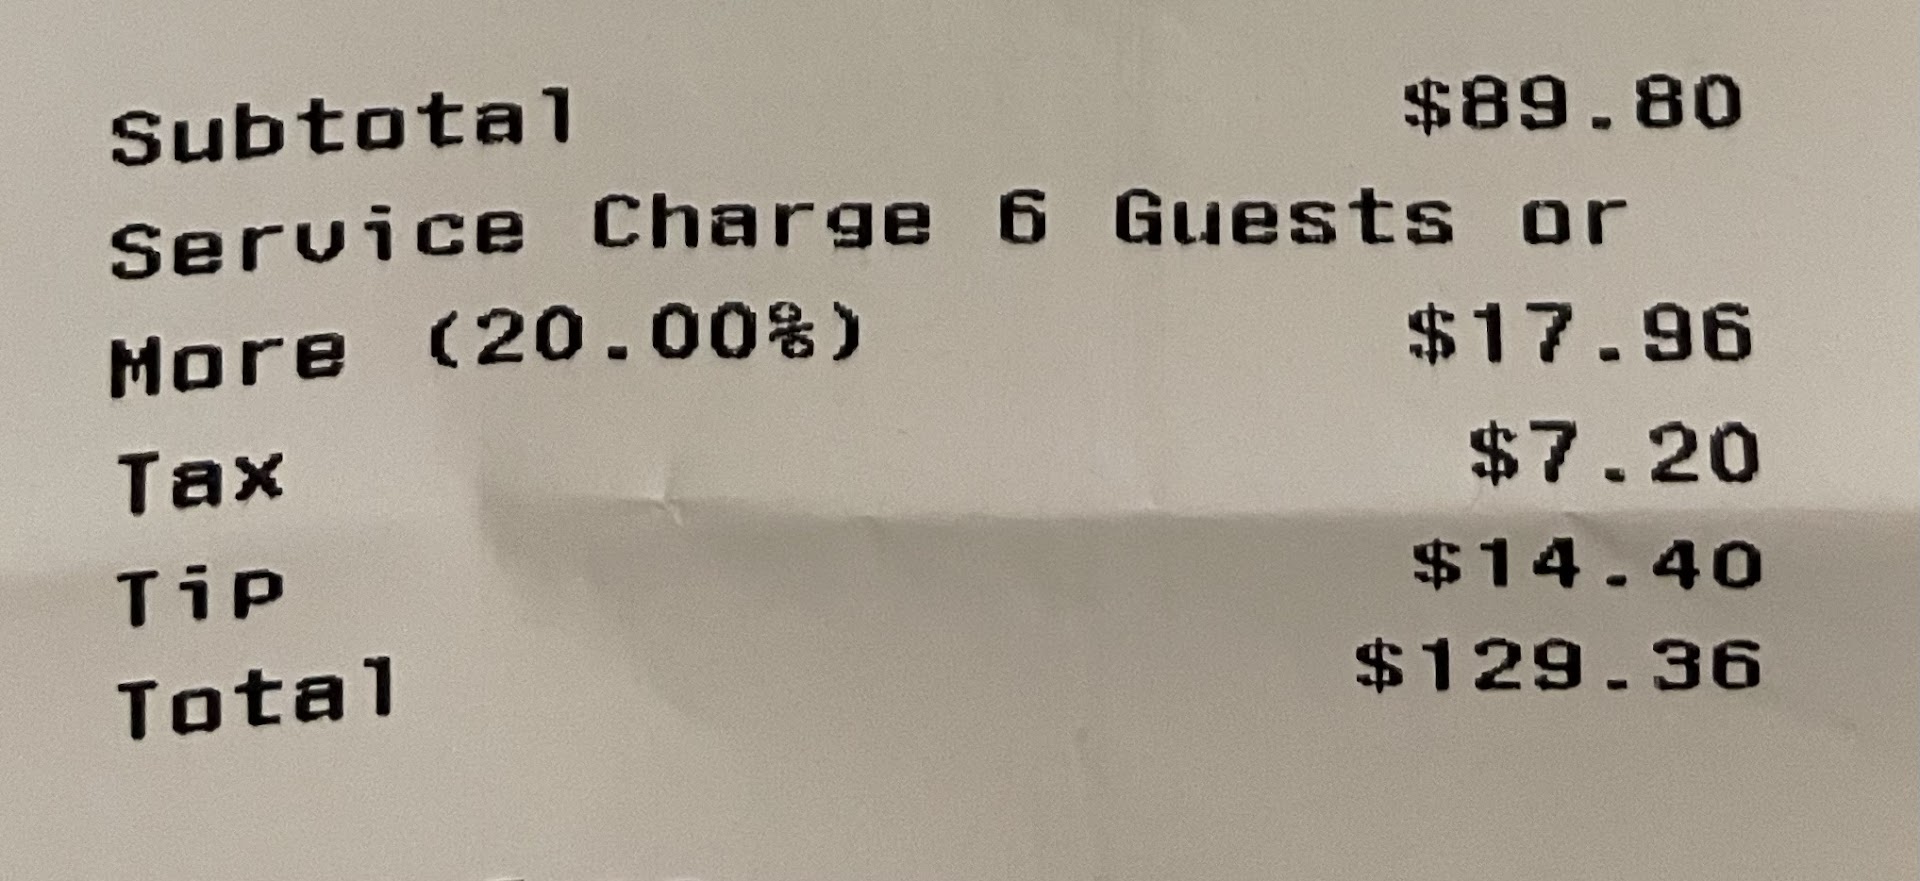 Subtotal $89.80
Service Charge 6 Guests or
More (20.00%) $17.96
Tax $7.20
Tip $14.40
Total $129.36